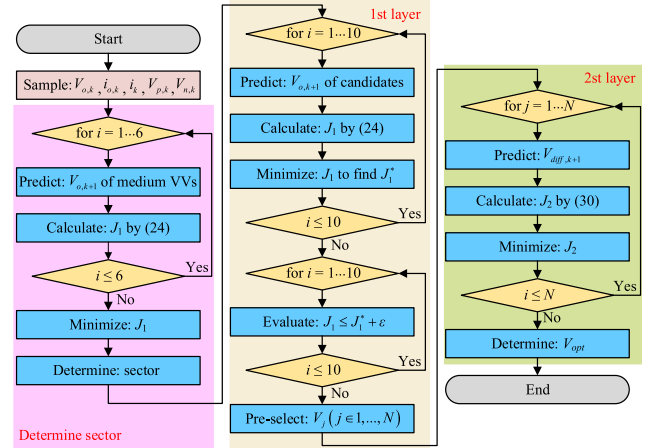 Start
Sample: V_{o,k}, i_{o,k}, i_k, V_{p,k}, V_{n,k}
for i = 1···6
Predict: V_{o,k+1} of medium VVs
Calculate: J_1 by (24)
i ≤ 6
Yes
No
Minimize: J_1
Determine: sector
Determine sector
1st layer
for i = 1···10
Predict: V_{o,k+1} of candidates
Calculate: J_1 by (24)
Minimize: J_1 to find J_1^*
i ≤ 10
Yes
No
for i = 1···10
Evaluate: J_1 ≤ J_1^* + ε
i ≤ 10
Yes
No
Pre-select: V_j (j∈1,...,N)
2st layer
for j = 1···N
Predict: V_{diff,k+1}
Calculate: J_2 by (30)
Minimize: J_2
i ≤ N
Yes
No
Determine: V_{opt}
End